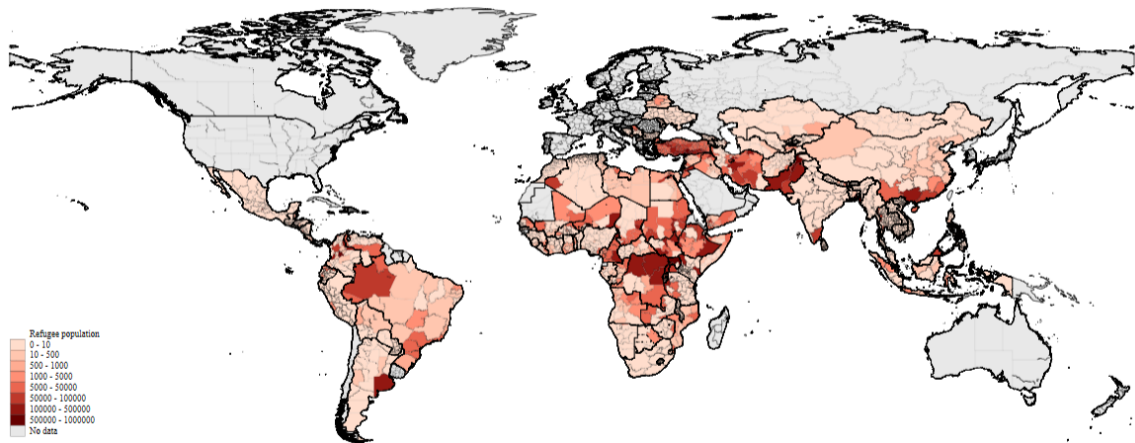 Refugee population
0 - 10
10 - 500
500 - 1000
1000 - 5000
5000 - 50000
50000 - 100000
100000 - 500000
500000 - 1000000
No data